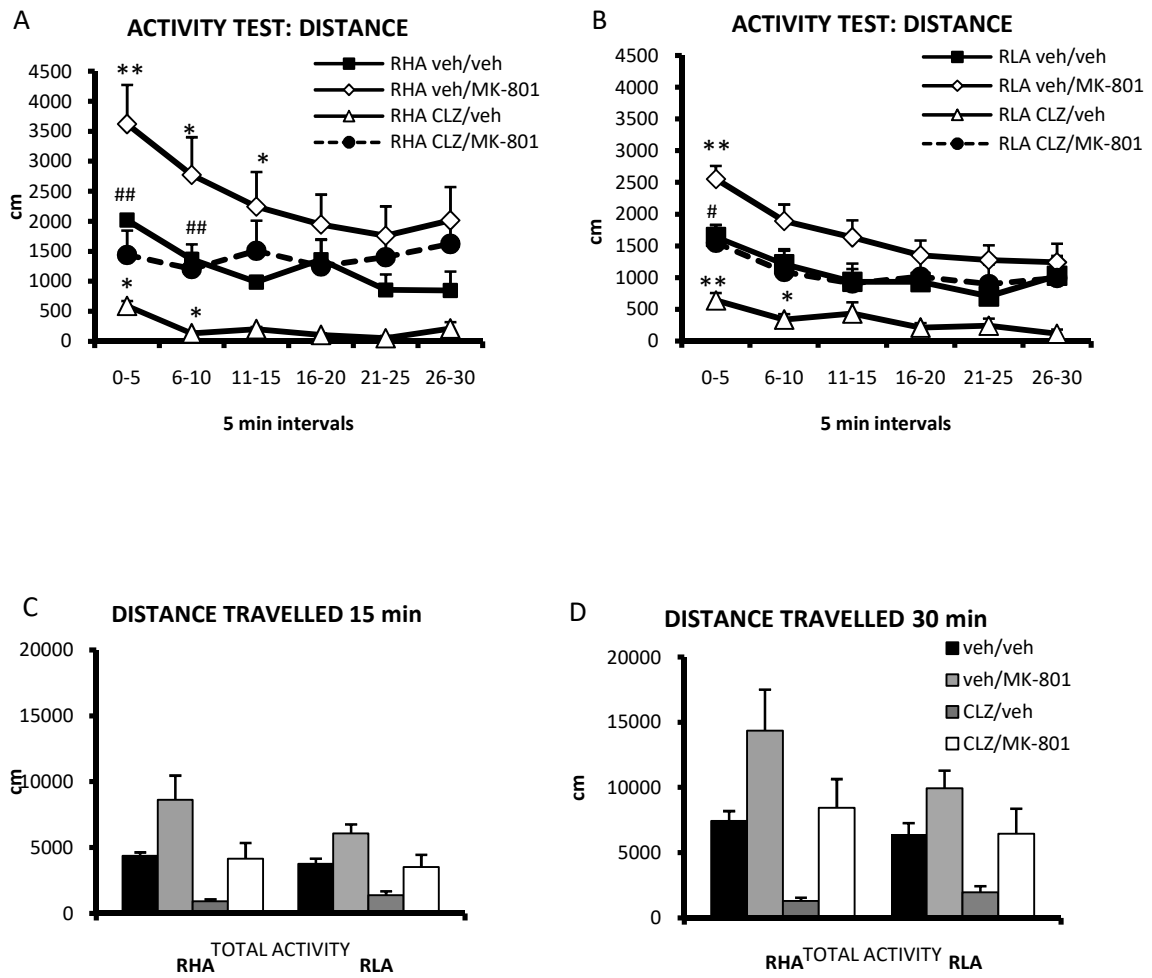 A
ACTIVITY TEST: DISTANCE
RHA veh/veh
RHA veh/MK-801
RHA CLZ/veh
RHA CLZ/MK-801
4500
4000
3500
3000
2500
2000
1500
1000
500
0
cm
**
*
*
##
##
*
*
0-5 6-10 11-15 16-20 21-25 26-30
5 min intervals
B
ACTIVITY TEST: DISTANCE
RLA veh/veh
RLA veh/MK-801
RLA CLZ/veh
RLA CLZ/MK-801
4500
4000
3500
3000
2500
2000
1500
1000
500
0
cm
**
#
**
*
0-5 6-10 11-15 16-20 21-25 26-30
5 min intervals
C
DISTANCE TRAVELLED 15 min
20000
15000
10000
5000
0
cm
TOTAL ACTIVITY
RHA RLA
D
DISTANCE TRAVELLED 30 min
veh/veh
veh/MK-801
CLZ/veh
CLZ/MK-801
20000
15000
10000
5000
0
cm
RHA TOTAL ACTIVITY RLA